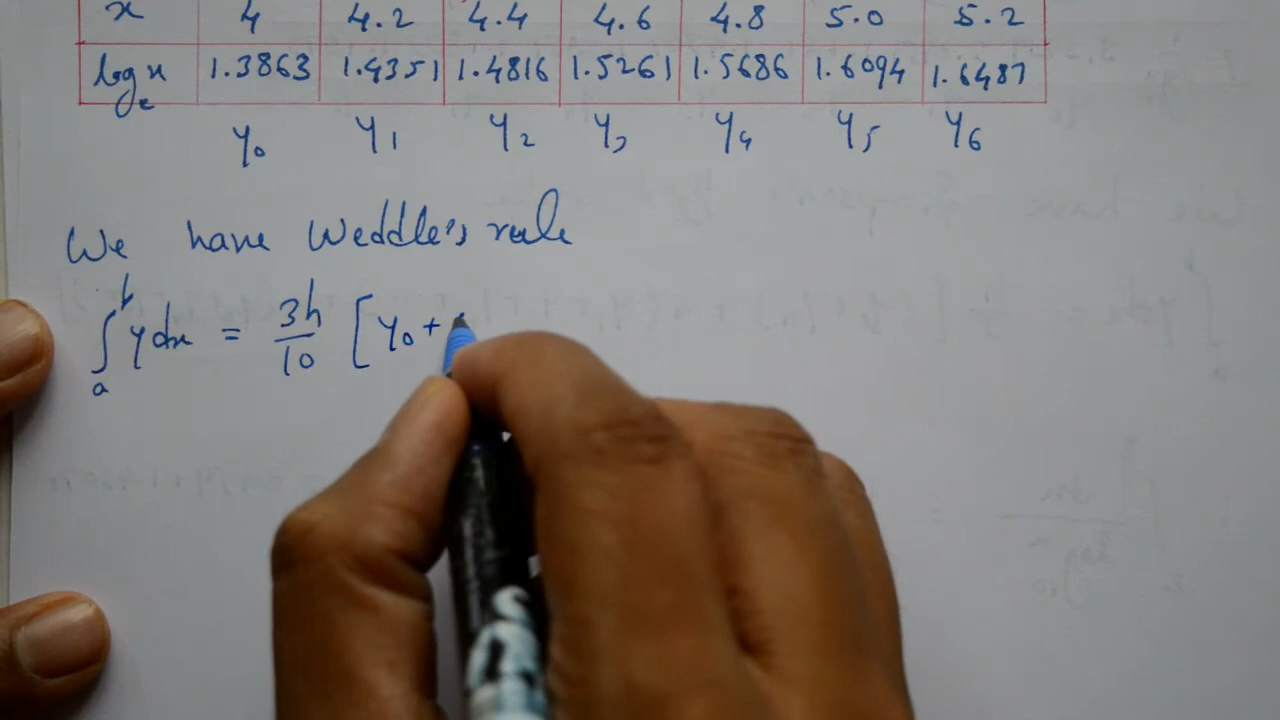 x 4 4.2 4.4 4.6 4.8 5.0 5.2
logₑx 1.3863 1.4351 1.4816 1.5261 1.5686 1.6094 1.6487
y₀ y₁ y₂ y₃ y₄ y₅ y₆
We have Weddle's rule
∫ₐᵇ ydx = 3h/10 [y₀ +